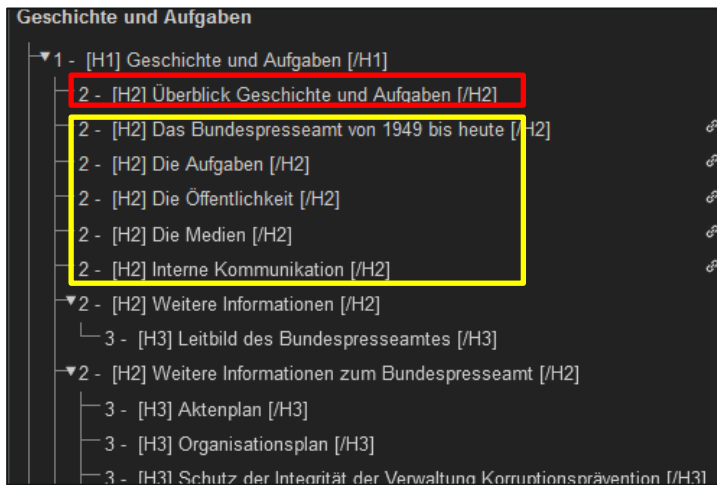 Geschichte und Aufgaben
1 - [H1] Geschichte und Aufgaben [/H1]
2 - [H2] Überblick Geschichte und Aufgaben [/H2]
2 - [H2] Das Bundespresseamt von 1949 bis heute [/H2]
2 - [H2] Die Aufgaben [/H2]
2 - [H2] Die Öffentlichkeit [/H2]
2 - [H2] Die Medien [/H2]
2 - [H2] Interne Kommunikation [/H2]
2 - [H2] Weitere Informationen [/H2]
3 - [H3] Leitbild des Bundespresseamtes [/H3]
2 - [H2] Weitere Informationen zum Bundespresseamt [/H2]
3 - [H3] Aktenplan [/H3]
3 - [H3] Organisationsplan [/H3]
3 - [H3] Schutz der Integrität der Verwaltung Korruptionsprävention [/H3]